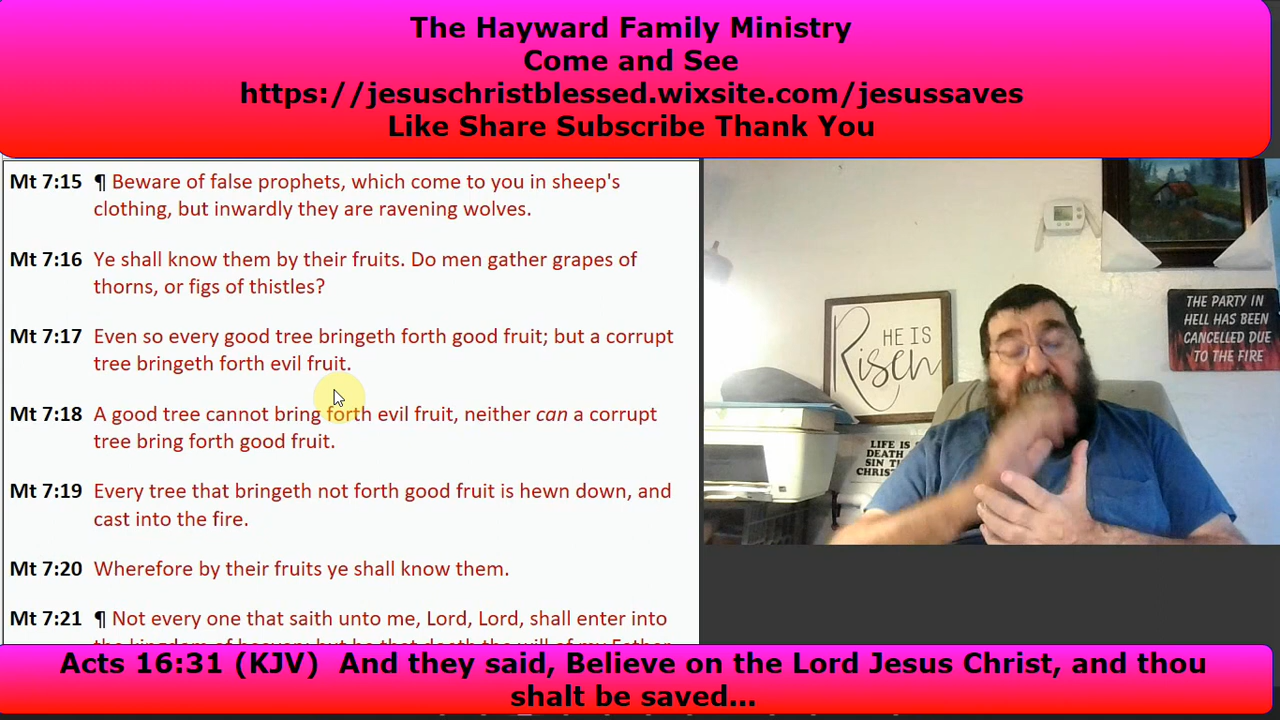 The Hayward Family Ministry
Come and See
https://jesuschristblessed.wixsite.com/jesussaves
Like Share Subscribe Thank You
Mt 7:15 ¶ Beware of false prophets, which come to you in sheep's
clothing, but inwardly they are ravening wolves.
Mt 7:16 Ye shall know them by their fruits. Do men gather grapes of
thorns, or figs of thistles?
Mt 7:17 Even so every good tree bringeth forth good fruit; but a corrupt
tree bringeth forth evil fruit.
Mt 7:18 A good tree cannot bring forth evil fruit, neither can a corrupt
tree bring forth good fruit.
Mt 7:19 Every tree that bringeth not forth good fruit is hewn down, and
cast into the fire.
Mt 7:20 Wherefore by their fruits ye shall know them.
Mt 7:21 ¶ Not every one that saith unto me, Lord, Lord, shall enter into
HE IS
Risen
THE PARTY IN
HELL HAS BEEN
CANCELLED DUE
TO THE FIRE
LIFE IS
DEATH
SIN
CHRIST
Acts 16:31 (KJV) And they said, Believe on the Lord Jesus Christ, and thou
shalt be saved...